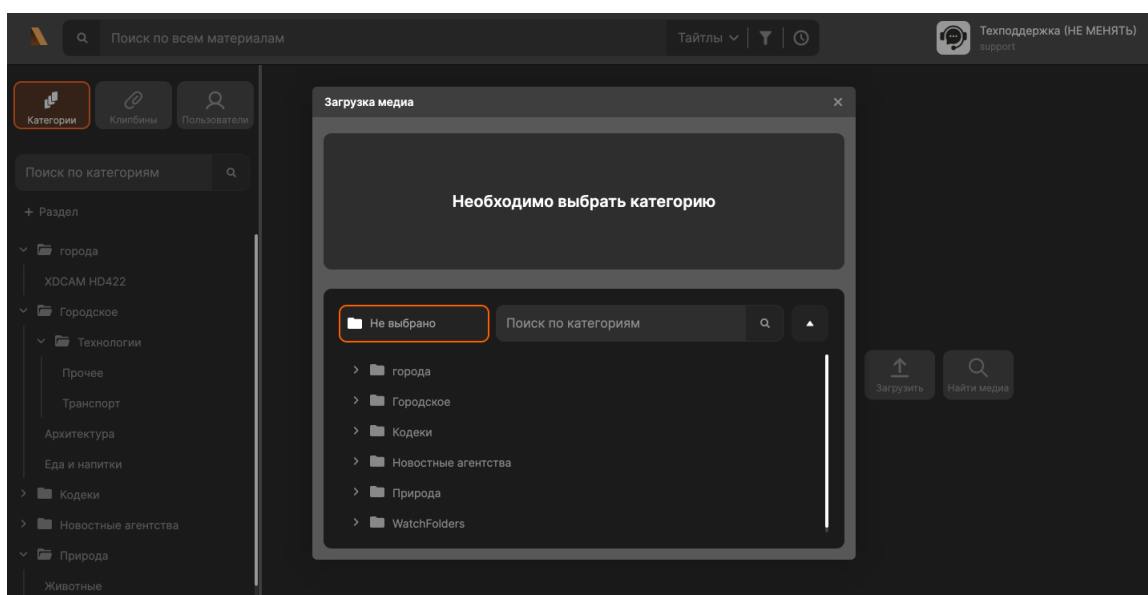 Поиск по всем материалам
Тайтлы
Техподдержка (НЕ МЕНЯТЬ)
support
Категории
Клипбины
Пользователи
Поиск по категориям
+ Раздел
города
XDCAM HD422
Городское
Технологии
Прочее
Транспорт
Архитектура
Еда и напитки
Кодеки
Новостные агентства
Природа
Животные
Загрузка медиа
Необходимо выбрать категорию
Не выбрано
Поиск по категориям
города
Городское
Кодеки
Новостные агентства
Природа
WatchFolders
Загрузить
Найти медиа